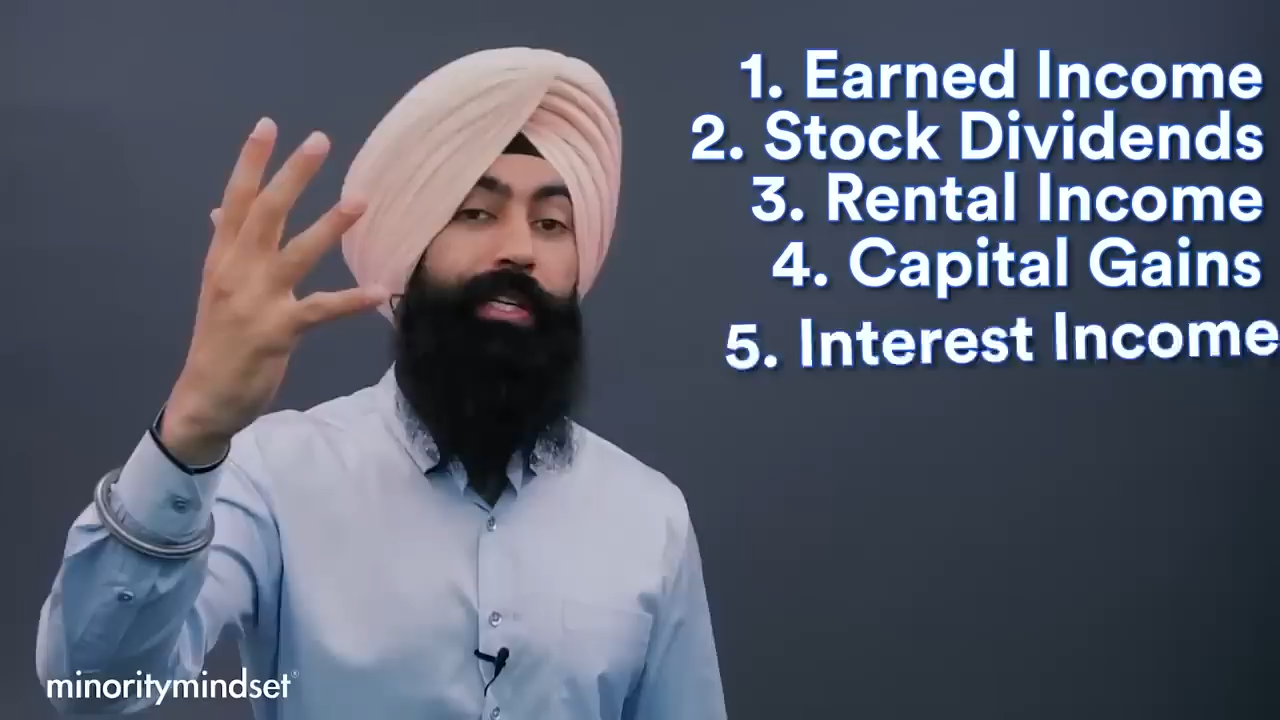 1. Earned Income
2. Stock Dividends
3. Rental Income
4. Capital Gains
5. Interest Income
minoritymindset®